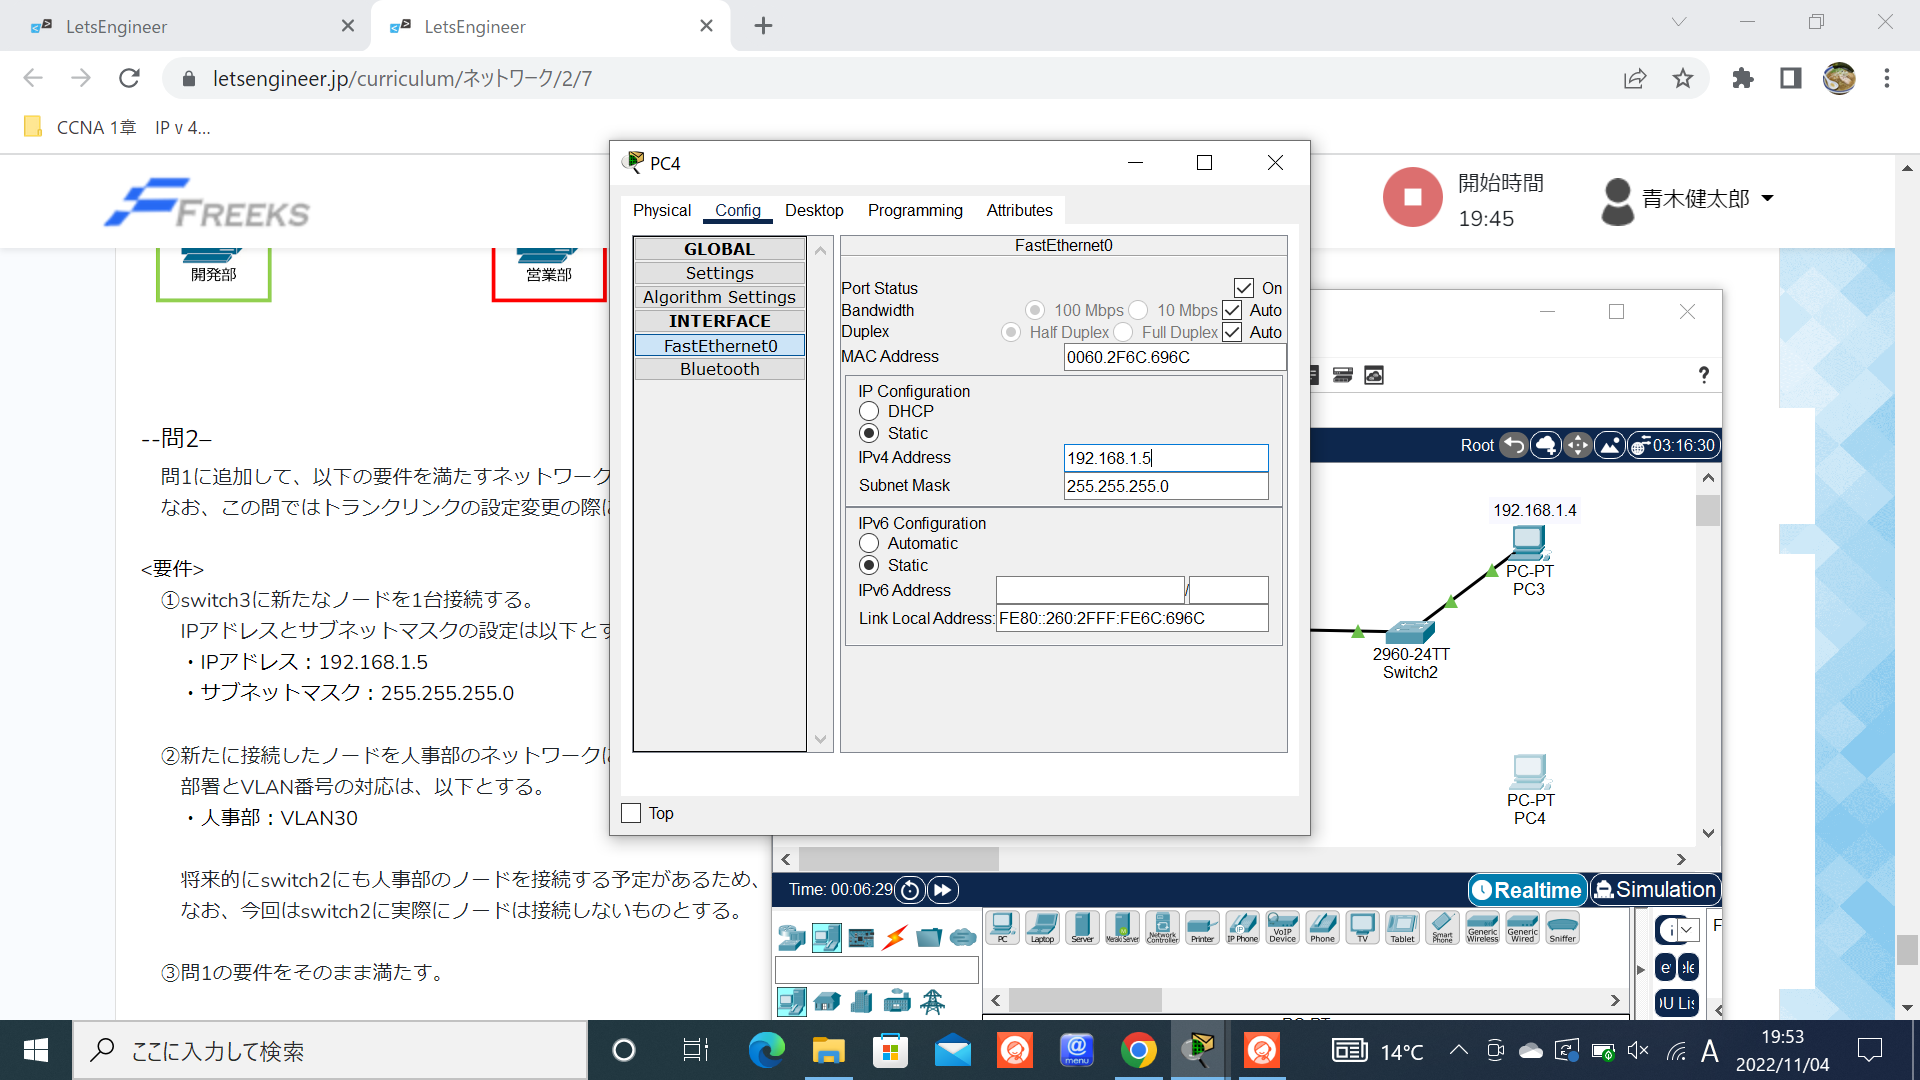 LetsEngineer
LetsEngineer
letsengineer.jp/curriculum/ネットワーク/2/7
CCNA 1章 IP v 4...
FREEKS
開始時間
19:45
青木健太郎
開発部
営業部
PC4
Physical
Config
Desktop
Programming
Attributes
GLOBAL
Settings
Algorithm Settings
INTERFACE
FastEthernet0
Bluetooth
FastEthernet0
Port Status
On
Bandwidth
100 Mbps
10 Mbps
Auto
Duplex
Half Duplex
Full Duplex
Auto
MAC Address
0060.2F6C.696C
IP Configuration
DHCP
Static
IPv4 Address
192.168.1.5
Subnet Mask
255.255.255.0
IPv6 Configuration
Automatic
Static
IPv6 Address
/
Link Local Address:
FE80::260:2FFF:FE6C:696C
Top
--問2–
問1に追加して、以下の要件を満たすネットワーク
なお、この問ではトランクリンクの設定変更の際に
<要件>
①switch3に新たなノードを1台接続する。
IPアドレスとサブネットマスクの設定は以下とす
・IPアドレス：192.168.1.5
・サブネットマスク：255.255.255.0
②新たに接続したノードを人事部のネットワークに
部署とVLAN番号の対応は、以下とする。
・人事部：VLAN30
将来的にswitch2にも人事部のノードを接続する予定があるため、
なお、今回はswitch2に実際にノードは接続しないものとする。
③問1の要件をそのまま満たす。
?
Root
03:16:30
192.168.1.4
PC-PT
PC3
2960-24TT
Switch2
PC-PT
PC4
Time: 00:06:29
Realtime
Simulation
PC
Laptop
Server
Meraki Server
Network Controller
Printer
IP Phone
VoIP Device
Phone
TV
Tablet
Smart Phone
Generic Wireless
Generic Wired
Sniffer
ここに入力して検索
menu
14°C
A
19:53
2022/11/04